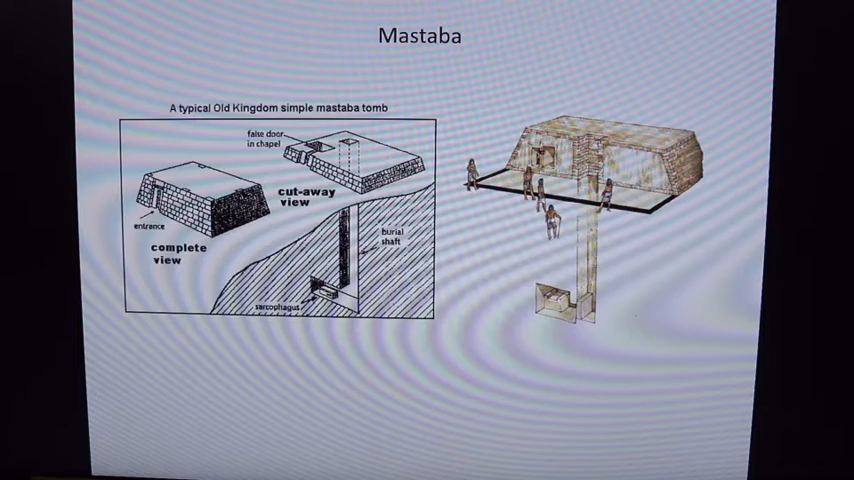 Mastaba
A typical Old Kingdom simple mastaba tomb
false door
in chapel
cut-away
view
entrance
complete
view
burial
shaft
sarcophagus